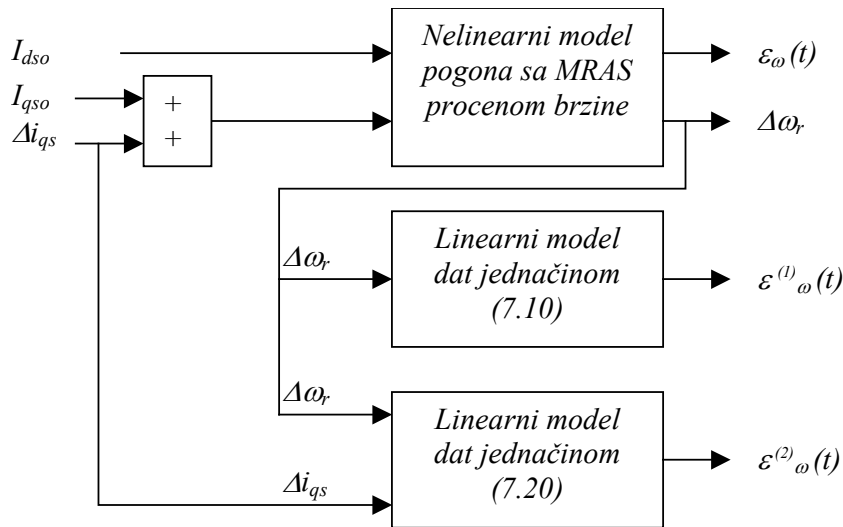 I_dso
I_qso
Δi_qs
+
+
Nelinearni model
pogona sa MRAS
procenom brzine
ε_ω(t)
Δω_r
Δω_r
Linearni model
dat jednačinom
(7.10)
ε^(1)_ω(t)
Δω_r
Δi_qs
Linearni model
dat jednačinom
(7.20)
ε^(2)_ω(t)